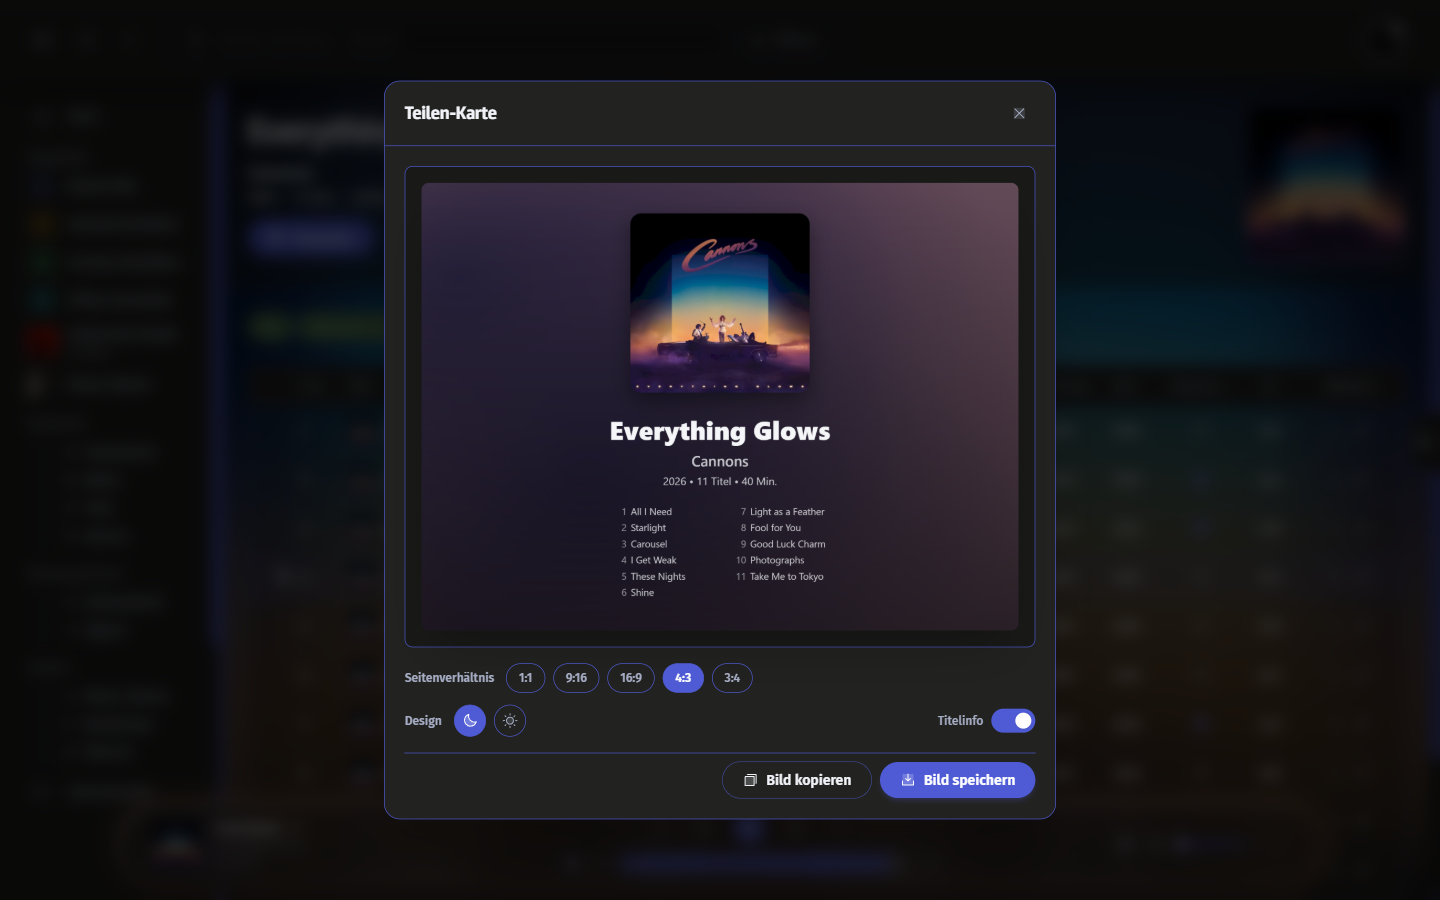 Teilen-Karte
Cannons
Everything Glows
Cannons
2026 • 11 Titel • 40 Min.
1 All I Need
2 Starlight
3 Carousel
4 I Get Weak
5 These Nights
6 Shine
7 Light as a Feather
8 Fool for You
9 Good Luck Charm
10 Photographs
11 Take Me to Tokyo
Seitenverhältnis 1:1 9:16 16:9 4:3 3:4
Design Titelinfo
Bild kopieren Bild speichern